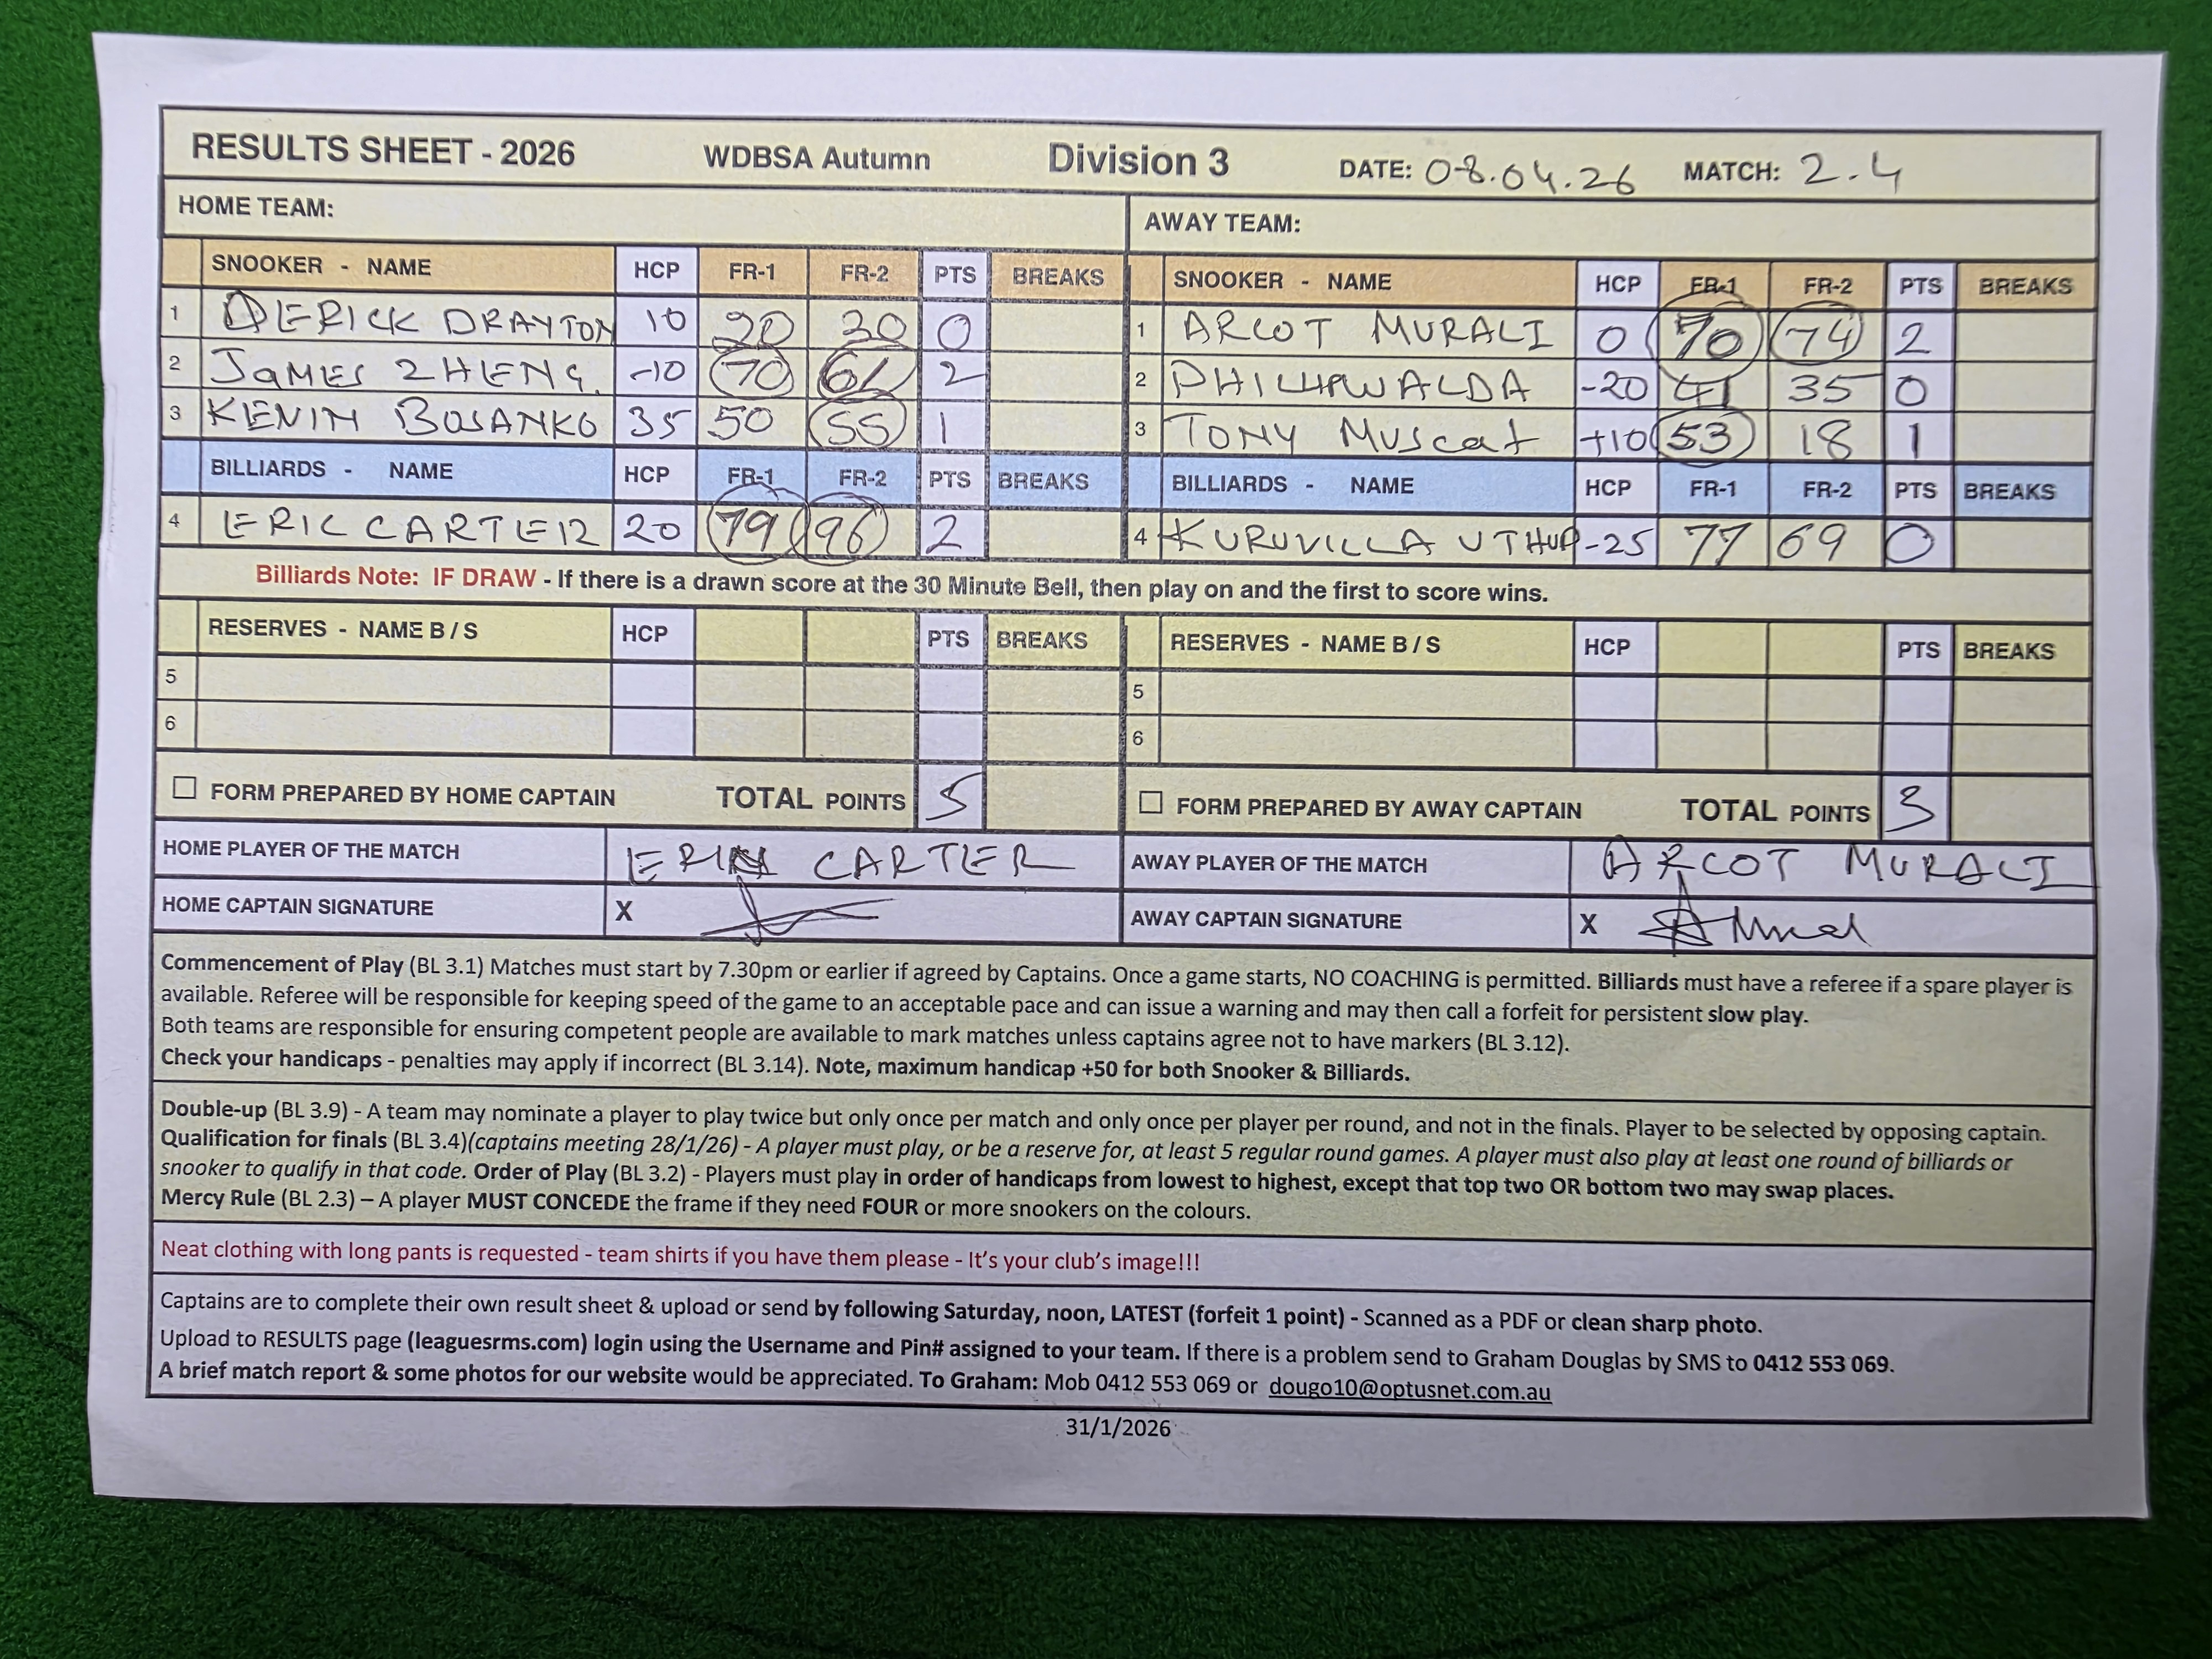 RESULTS SHEET - 2026 WDBSA Autumn Division 3 DATE: 08.04.26 MATCH: 2.4
HOME TEAM: AWAY TEAM:
SNOOKER - NAME HCP FR-1 FR-2 PTS BREAKS SNOOKER - NAME HCP FR-1 FR-2 PTS BREAKS
1 DERICK DRAYTON 10 20 30 0 1 ARCOT MURALI 0 70 74 2
2 JAMES ZHENG. -10 70 61 2 2 PHIL -20 41 35 0
3 KEVIN BOSANKO 35 50 55 1 3 TONY Muscat +10 53 18 1
BILLIARDS - NAME HCP FR-1 FR-2 PTS BREAKS BILLIARDS - NAME HCP FR-1 FR-2 PTS BREAKS
4 ERIC CARTER 20 79 96 2 4 KURUVILLA UTHUP -25 77 69 0
Billiards Note: IF DRAW - If there is a drawn score at the 30 Minute Bell, then play on and the first to score wins.
RESERVES - NAME B / S HCP PTS BREAKS RESERVES - NAME B / S HCP PTS BREAKS
5 5
6 6
FORM PREPARED BY HOME CAPTAIN TOTAL POINTS 5 FORM PREPARED BY AWAY CAPTAIN TOTAL POINTS 3
HOME PLAYER OF THE MATCH CARTER AWAY PLAYER OF THE MATCH ARCOT MURALI
HOME CAPTAIN SIGNATURE X AWAY CAPTAIN SIGNATURE X
Commencement of Play (BL 3.1) Matches must start by 7.30pm or earlier if agreed by Captains. Once a game starts, NO COACHING is permitted. Billiards must have a referee if a spare player is
available. Referee will be responsible for keeping speed of the game to an acceptable pace and can issue a warning and may then call a forfeit for persistent slow play.
Both teams are responsible for ensuring competent people are available to mark matches unless captains agree not to have markers (BL 3.12).
Check your handicaps - penalties may apply if incorrect (BL 3.14). Note, maximum handicap +50 for both Snooker & Billiards.
Double-up (BL 3.9) - A team may nominate a player to play twice but only once per match and only once per player per round, and not in the finals. Player to be selected by opposing captain.
Qualification for finals (BL 3.4)(captains meeting 28/1/26) - A player must play, or be a reserve for, at least 5 regular round games. A player must also play at least one round of billiards or
snooker to qualify in that code. Order of Play (BL 3.2) - Players must play in order of handicaps from lowest to highest, except that top two OR bottom two may swap places.
Mercy Rule (BL 2.3) – A player MUST CONCEDE the frame if they need FOUR or more snookers on the colours.
Neat clothing with long pants is requested - team shirts if you have them please - It's your club's image!!!
Captains are to complete their own result sheet & upload or send by following Saturday, noon, LATEST (forfeit 1 point) - Scanned as a PDF or clean sharp photo.
Upload to RESULTS page (leaguesrms.com) login using the Username and Pin# assigned to your team. If there is a problem send to Graham Douglas by SMS to 0412 553 069.
A brief match report & some photos for our website would be appreciated. To Graham: Mob 0412 553 069 or dougo10@optusnet.com.au
31/1/2026